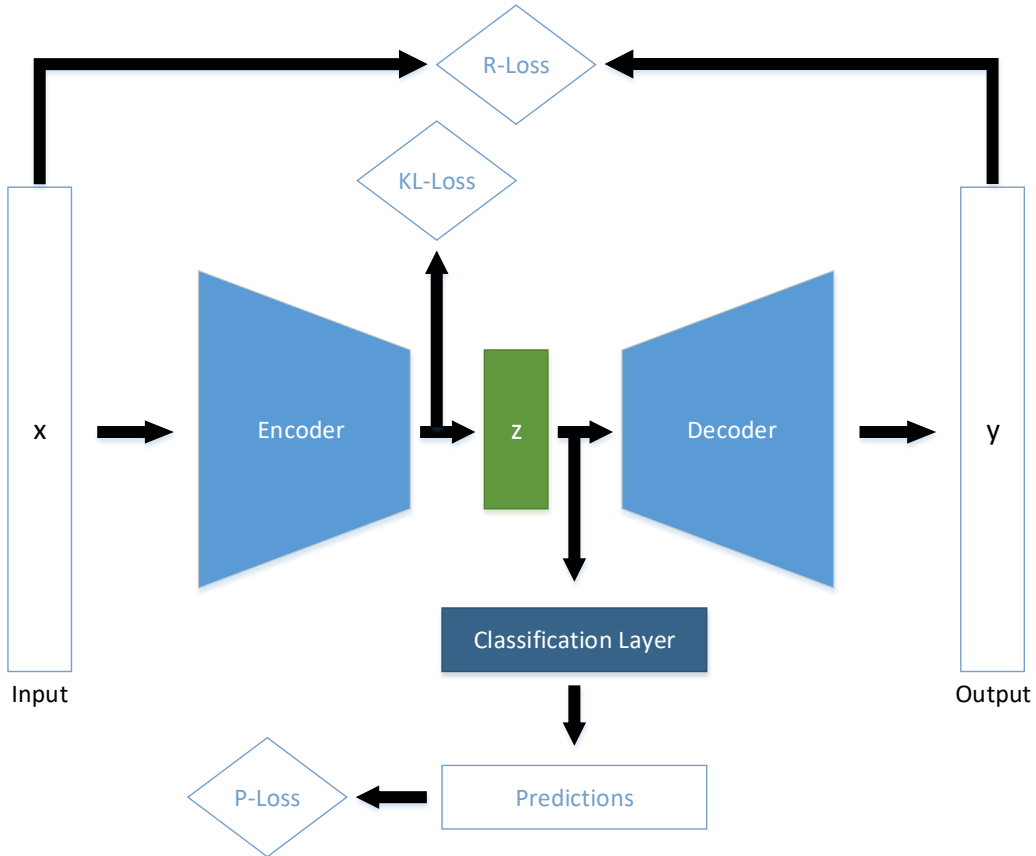 R-Loss
KL-Loss
x
Encoder
z
Decoder
y
Classification Layer
Input
Output
P-Loss
Predictions